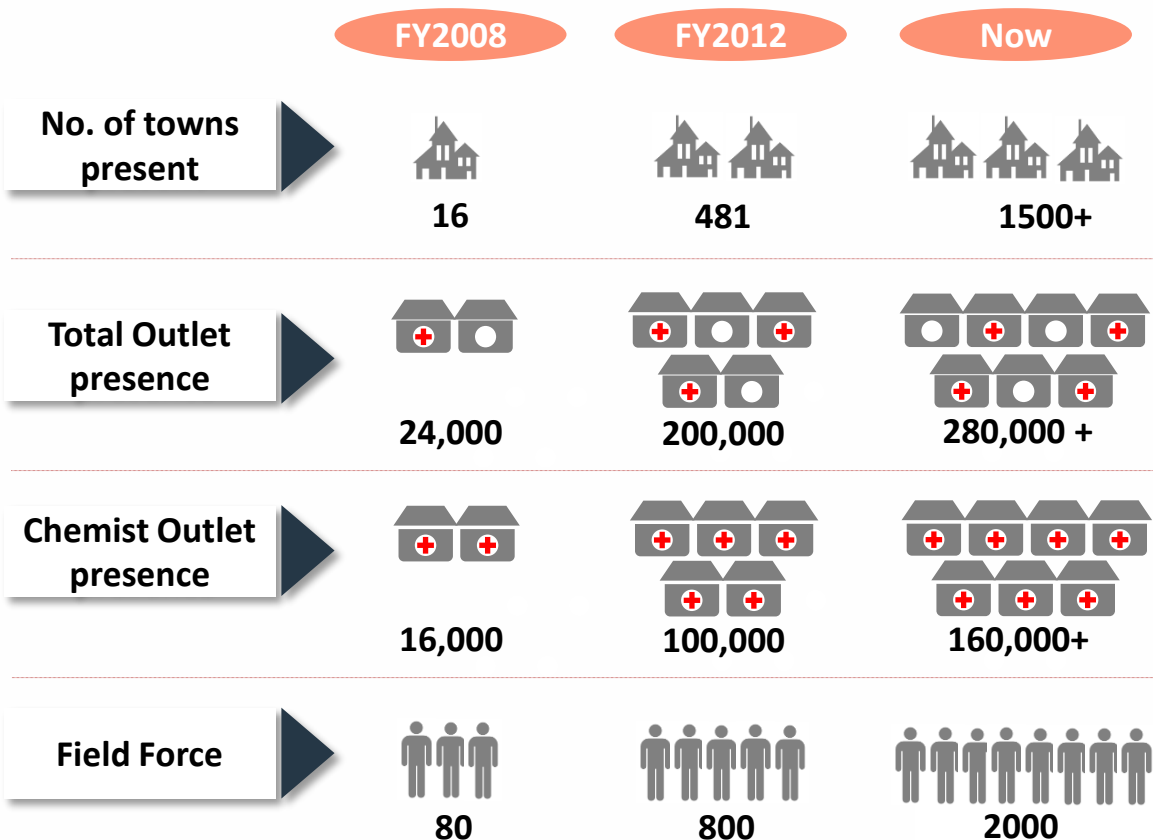 FY2008 FY2012 Now
No. of towns
present
16 481 1500+
Total Outlet
presence
24,000 200,000 280,000 +
Chemist Outlet
presence
16,000 100,000 160,000+
Field Force
80 800 2000